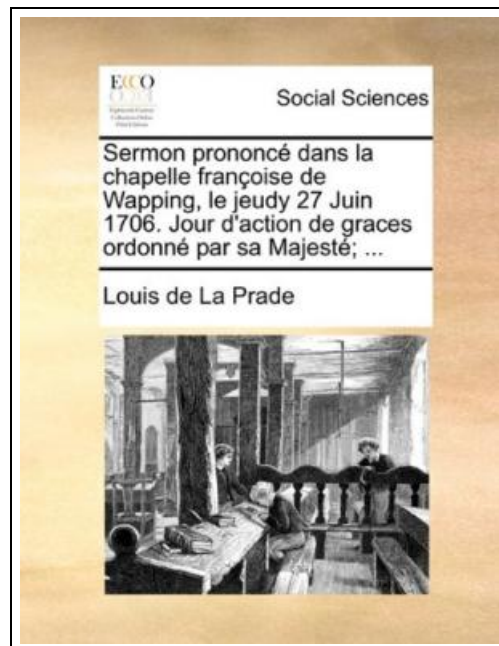 ECCO
Social Sciences
Sermon prononcé dans la
chapelle françoise de
Wapping, le jeudy 27 Juin
1706. Jour d'action de graces
ordonné par sa Majesté; ...
Louis de La Prade